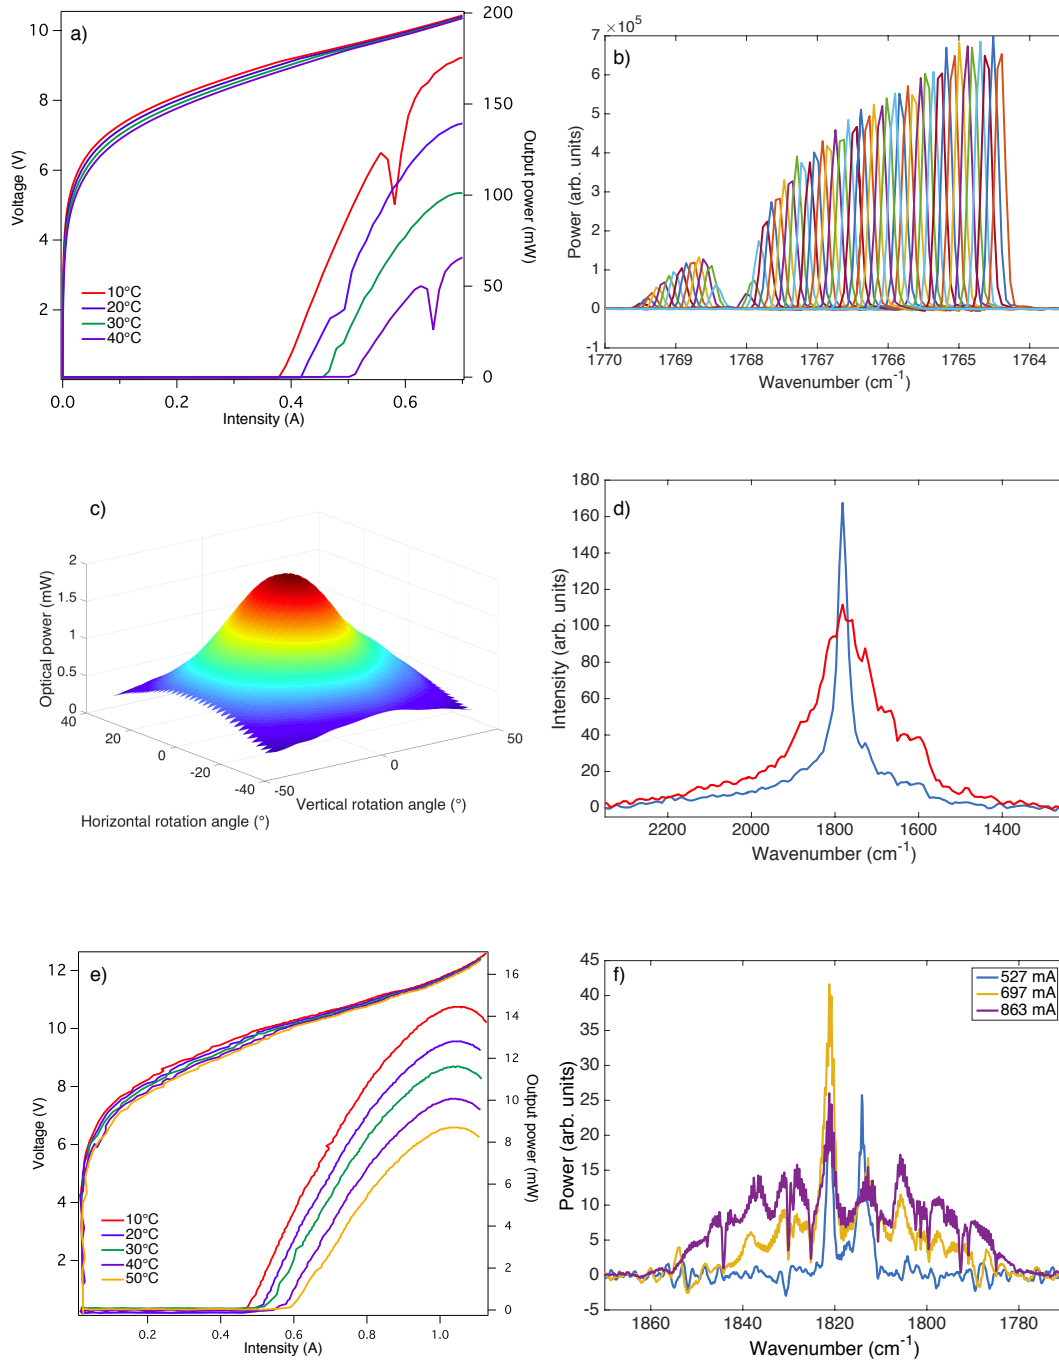 a)
10
8
6
4
2
Voltage (V)
200
150
100
50
0
Output power (mW)
10°C
20°C
30°C
40°C
0.0 0.2 0.4 0.6
Intensity (A)
b)
×10⁵
7
6
5
4
3
2
1
0
-1
Power (arb. units)
1770 1769 1768 1767 1766 1765 1764
Wavenumber (cm⁻¹)
c)
2
1.5
1
0.5
0
Optical power (mW)
40
20
0
-20
-40
-50
0
50
Vertical rotation angle (°)
Horizontal rotation angle (°)
d)
180
160
140
120
100
80
60
40
20
0
Intensity (arb. units)
2200 2000 1800 1600 1400
Wavenumber (cm⁻¹)
e)
12
10
8
6
4
2
Voltage (V)
16
14
12
10
8
6
4
2
0
Output power (mW)
10°C
20°C
30°C
40°C
50°C
0.2 0.4 0.6 0.8 1.0
Intensity (A)
f)
45
40
35
30
25
20
15
10
5
0
-5
Power (arb. units)
527 mA
697 mA
863 mA
1860 1840 1820 1800 1780
Wavenumber (cm⁻¹)